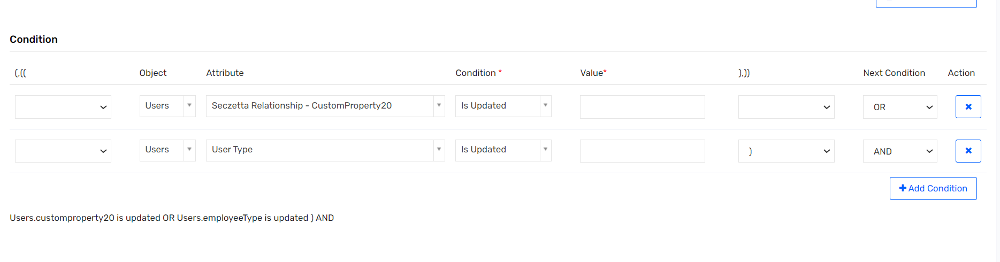 Condition
(,(( Object Attribute Condition * Value* ),)) Next Condition Action
Users Seczetta Relationship - CustomProperty20 Is Updated OR
Users User Type Is Updated ) AND
Add Condition
Users.customproperty20 is updated OR Users.employeeType is updated ) AND